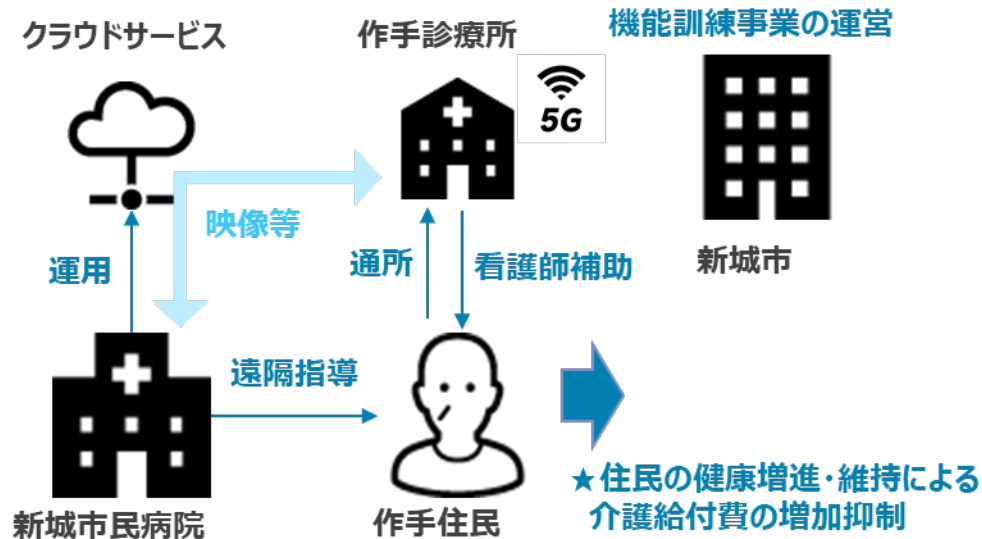 クラウドサービス
作手診療所
機能訓練事業の運営
5G
映像等
運用
通所
看護師補助
新城市
遠隔指導
新城市民病院
作手住民
★住民の健康増進・維持による
介護給付費の増加抑制